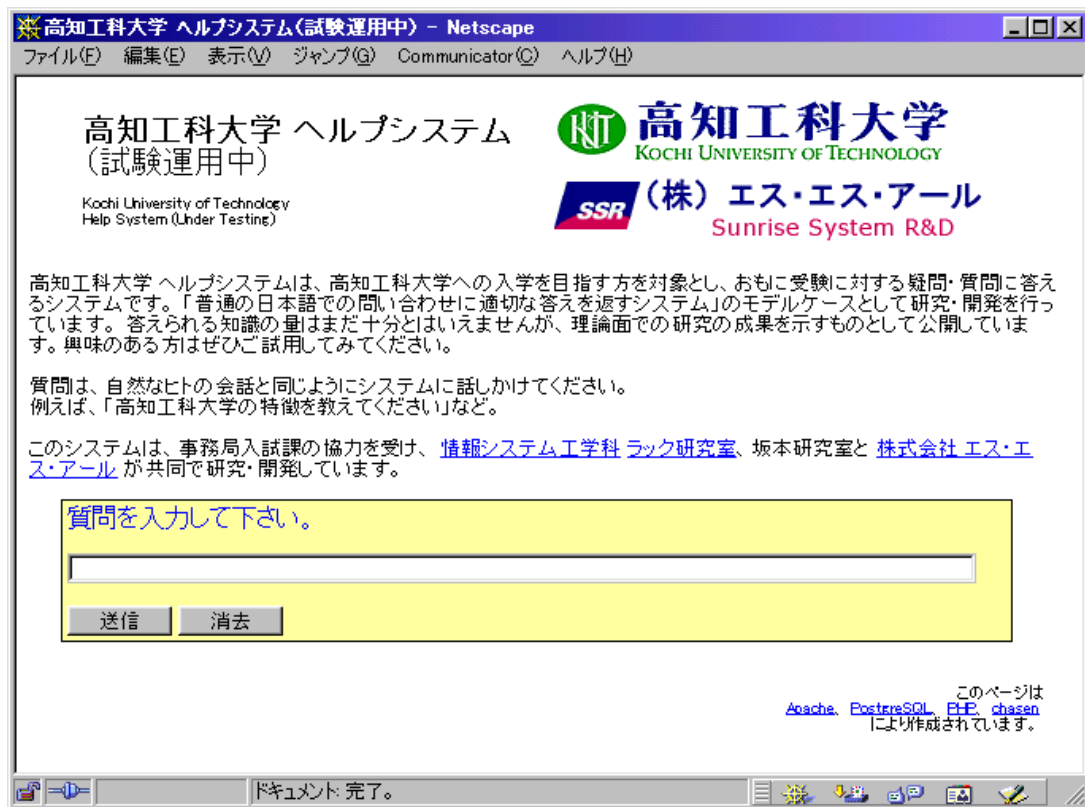 高知工科大学 ヘルプシステム(試験運用中) - Netscape
ファイル(F) 編集(E) 表示(V) ジャンプ(G) Communicator(C) ヘルプ(H)
高知工科大学 ヘルプシステム
(試験運用中)
Kochi University of Technology
Help System (Under Testing)
KUT 高知工科大学
KOCHI UNIVERSITY OF TECHNOLOGY
SSR (株) エス・エス・アール
Sunrise System R&D
高知工科大学 ヘルプシステムは、高知工科大学への入学を目指す方を対象とし、おもに受験に対する疑問・質問に答え
るシステムです。「普通の日本語での問い合わせに適切な答えを返すシステム」のモデルケースとして研究・開発を行っ
ています。 答えられる知識の量はまだ十分とはいえませんが、理論面での研究の成果を示すものとして公開していま
す。興味のある方はぜひご試用してみてください。
質問は、自然なヒトの会話と同じようにシステムに話しかけてください。
例えば、「高知工科大学の特徴を教えてください」など。
このシステムは、事務局入試課の協力を受け、 情報システム工学科 ラック研究室、坂本研究室と 株式会社 エス・エ
ス・アール が共同で研究・開発しています。
質問を入力して下さい。
送信 消去
このページは
Apache、PostgreSQL、PHP、chasen
により作成されています。
ドキュメント: 完了。